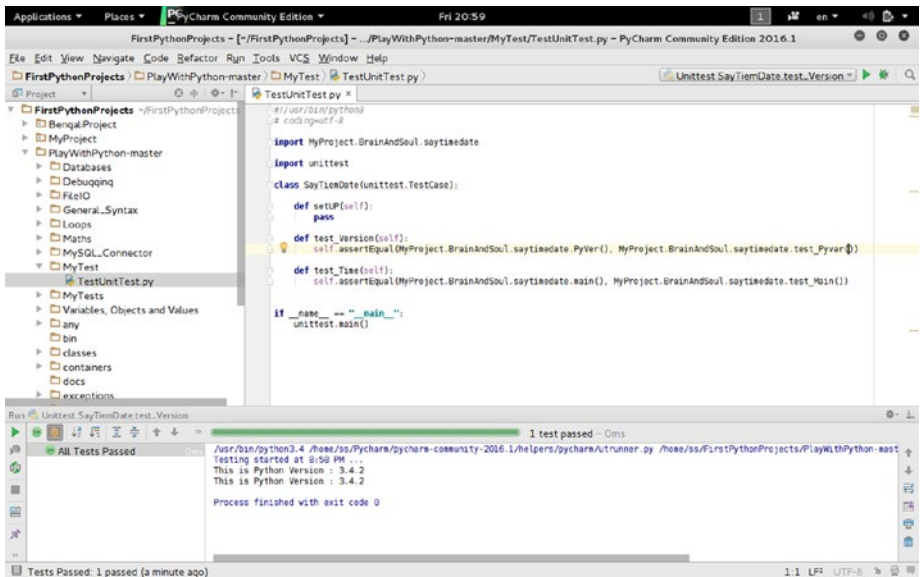 Applications ▾ Places ▾ PyCharm Community Edition ▾ Fri 20:59 1 en ▾
FirstPythonProjects – [~/FirstPythonProjects] – .../PlayWithPython-master/MyTest/TestUnitTest.py – PyCharm Community Edition 2016.1
File Edit View Navigate Code Refactor Run Tools VCS Window Help
FirstPythonProjects PlayWithPython-master MyTest TestUnitTest.py Unittest SayTiemDate.test_Version
Project TestUnitTest.py ×
FirstPythonProjects ~/FirstPythonProjects
BengaliProject
MyProject
PlayWithPython-master
Databases
Debugging
FileIO
General_Syntax
Loops
Maths
MySQL_Connector
MyTest
TestUnitTest.py
MyTests
Variables, Objects and Values
any
bin
classes
containers
docs
exceptions
#!/usr/bin/python3
# coding=utf-8
import MyProject.BrainAndSoul.saytimedate
import unittest
class SayTiemDate(unittest.TestCase):
def setUP(self):
pass
def test_Version(self):
self.assertEqual(MyProject.BrainAndSoul.saytimedate.PyVer(), MyProject.BrainAndSoul.saytimedate.test_Pyvar())
def test_Time(self):
self.assertEqual(MyProject.BrainAndSoul.saytimedate.main(), MyProject.BrainAndSoul.saytimedate.test_Main())
if __name__ == "__main__":
unittest.main()
Run Unittest SayTiemDate.test_Version
1 test passed – 0ms
All Tests Passed 0ms
/usr/bin/python3.4 /home/ss/Pycharm/pycharm-community-2016.1/helpers/pycharm/utrunner.py /home/ss/FirstPythonProjects/PlayWithPython-mast
Testing started at 8:58 PM ...
This is Python Version : 3.4.2
This is Python Version : 3.4.2
Process finished with exit code 0
Tests Passed: 1 passed (a minute ago) 1:1 LF UTF-8